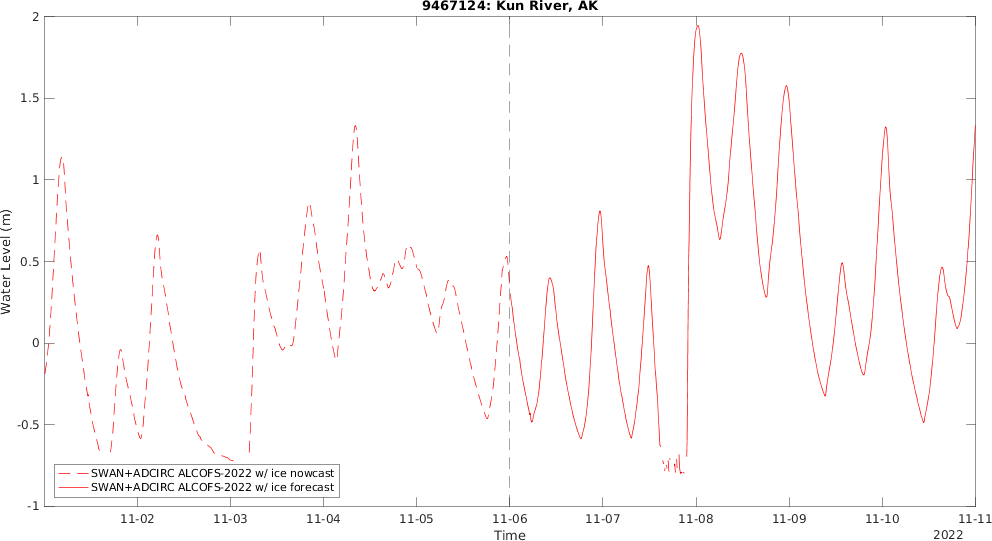 9467124: Kun River, AK
Water Level (m)
2
1.5
1
0.5
0
-0.5
-1
SWAN+ADCIRC ALCOFS-2022 w/ ice nowcast
SWAN+ADCIRC ALCOFS-2022 w/ ice forecast
11-02 11-03 11-04 11-05 11-06 11-07 11-08 11-09 11-10 11-11
Time
2022